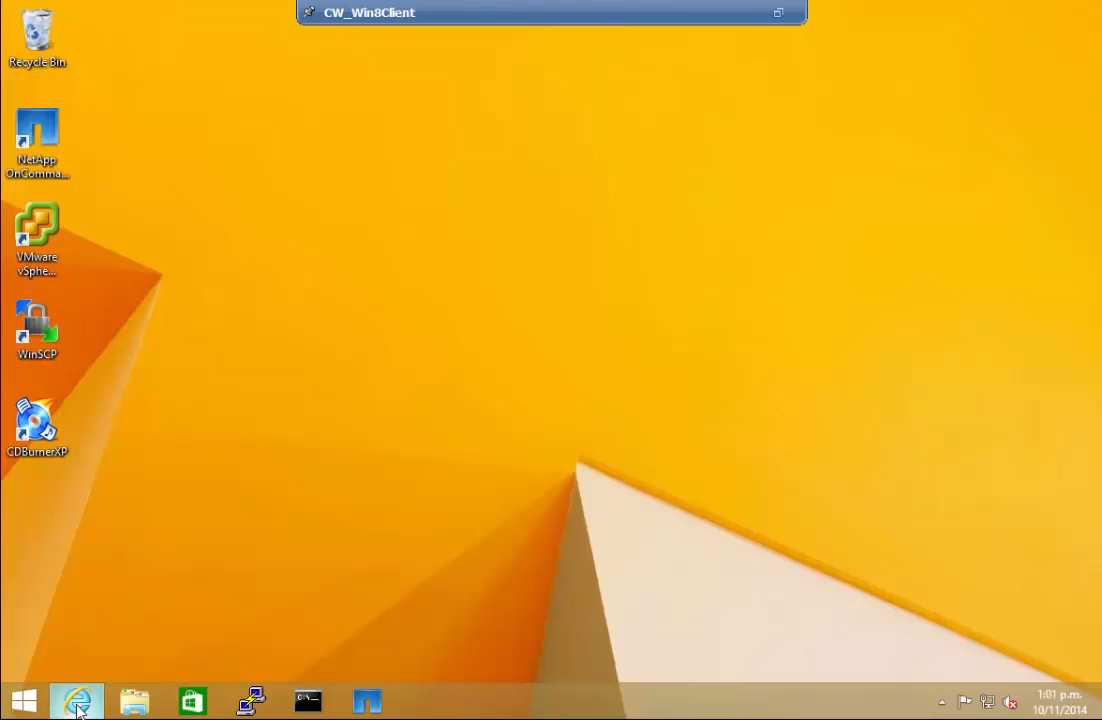 CW_Win8Client
Recycle Bin
NetApp
OnComma...
VMware
vSphe...
WinSCP
CDBurnerXP
C:\_
1:01 p.m.
10/11/2014